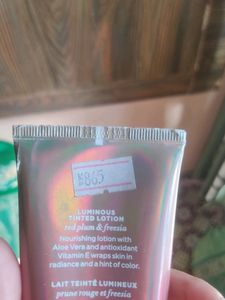 865
LUMINOUS
TINTED LOTION
red plum & freesia
Nourishing lotion with
Aloe Vera and antioxidant
Vitamin E wraps skin in
radiance and a hint of color.
LAIT TEINTÉ LUMINEUX
prune rouge et freesia